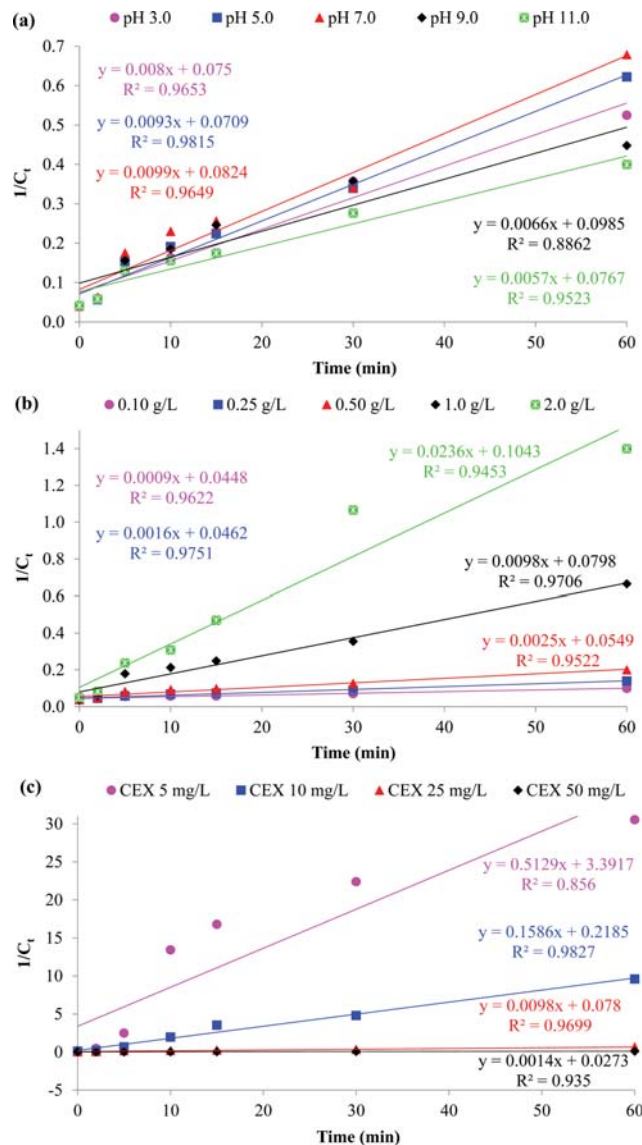 (a)
pH 3.0 pH 5.0 pH 7.0 pH 9.0 pH 11.0
0.7
0.6
0.5
0.4
0.3
0.2
0.1
0.0
1/Cₜ
y = 0.008x + 0.075
R² = 0.9653
y = 0.0093x + 0.0709
R² = 0.9815
y = 0.0099x + 0.0824
R² = 0.9649
y = 0.0066x + 0.0985
R² = 0.8862
y = 0.0057x + 0.0767
R² = 0.9523
0 10 20 30 40 50 60
Time (min)
(b)
0.10 g/L 0.25 g/L 0.50 g/L 1.0 g/L 2.0 g/L
1.4
1.2
1.0
0.8
0.6
0.4
0.2
0.0
1/Cₜ
y = 0.0009x + 0.0448
R² = 0.9622
y = 0.0016x + 0.0462
R² = 0.9751
y = 0.0236x + 0.1043
R² = 0.9453
y = 0.0098x + 0.0798
R² = 0.9706
y = 0.0025x + 0.0549
R² = 0.9522
0 10 20 30 40 50 60
Time (min)
(c)
CEX 5 mg/L CEX 10 mg/L CEX 25 mg/L CEX 50 mg/L
30
25
20
15
10
5
0
-5
1/Cₜ
y = 0.5129x + 3.3917
R² = 0.856
y = 0.1586x + 0.2185
R² = 0.9827
y = 0.0098x + 0.078
R² = 0.9699
y = 0.0014x + 0.0273
R² = 0.935
0 10 20 30 40 50 60
Time (min)